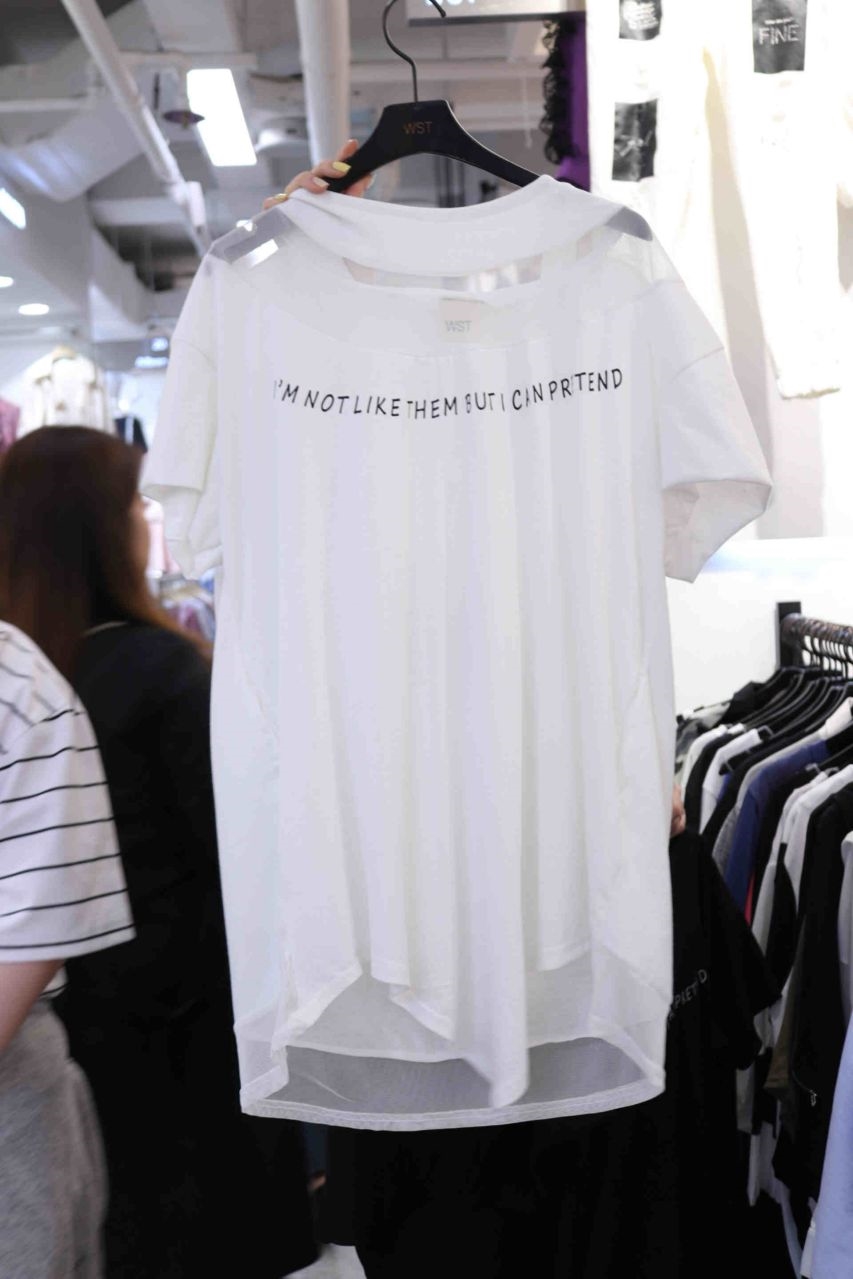 FINE
WST
WST
I'M NOT LIKE THEM BUT I CAN PRETEND